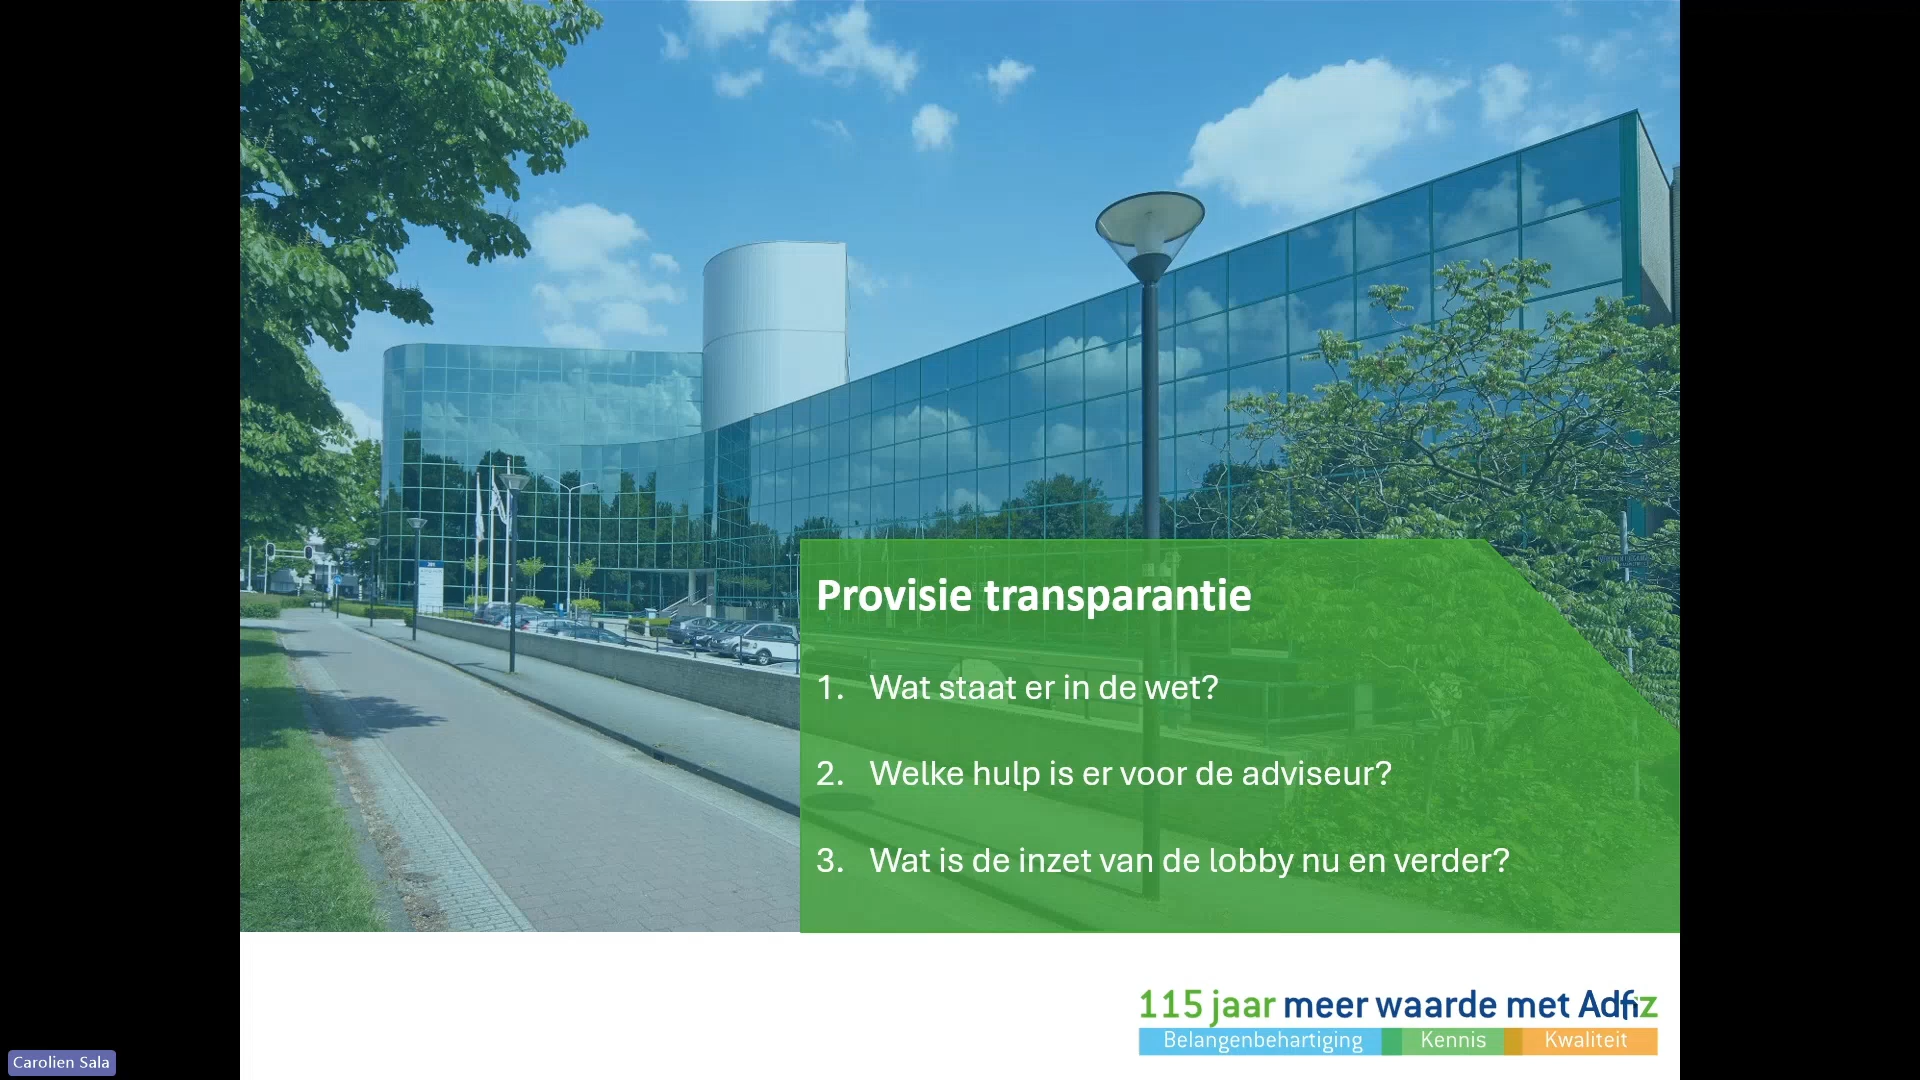 Provisie transparantie
1. Wat staat er in de wet?
2. Welke hulp is er voor de adviseur?
3. Wat is de inzet van de lobby nu en verder?
115 jaar meer waarde met Adfiz
Belangenbehartiging Kennis Kwaliteit
Carolien Sala